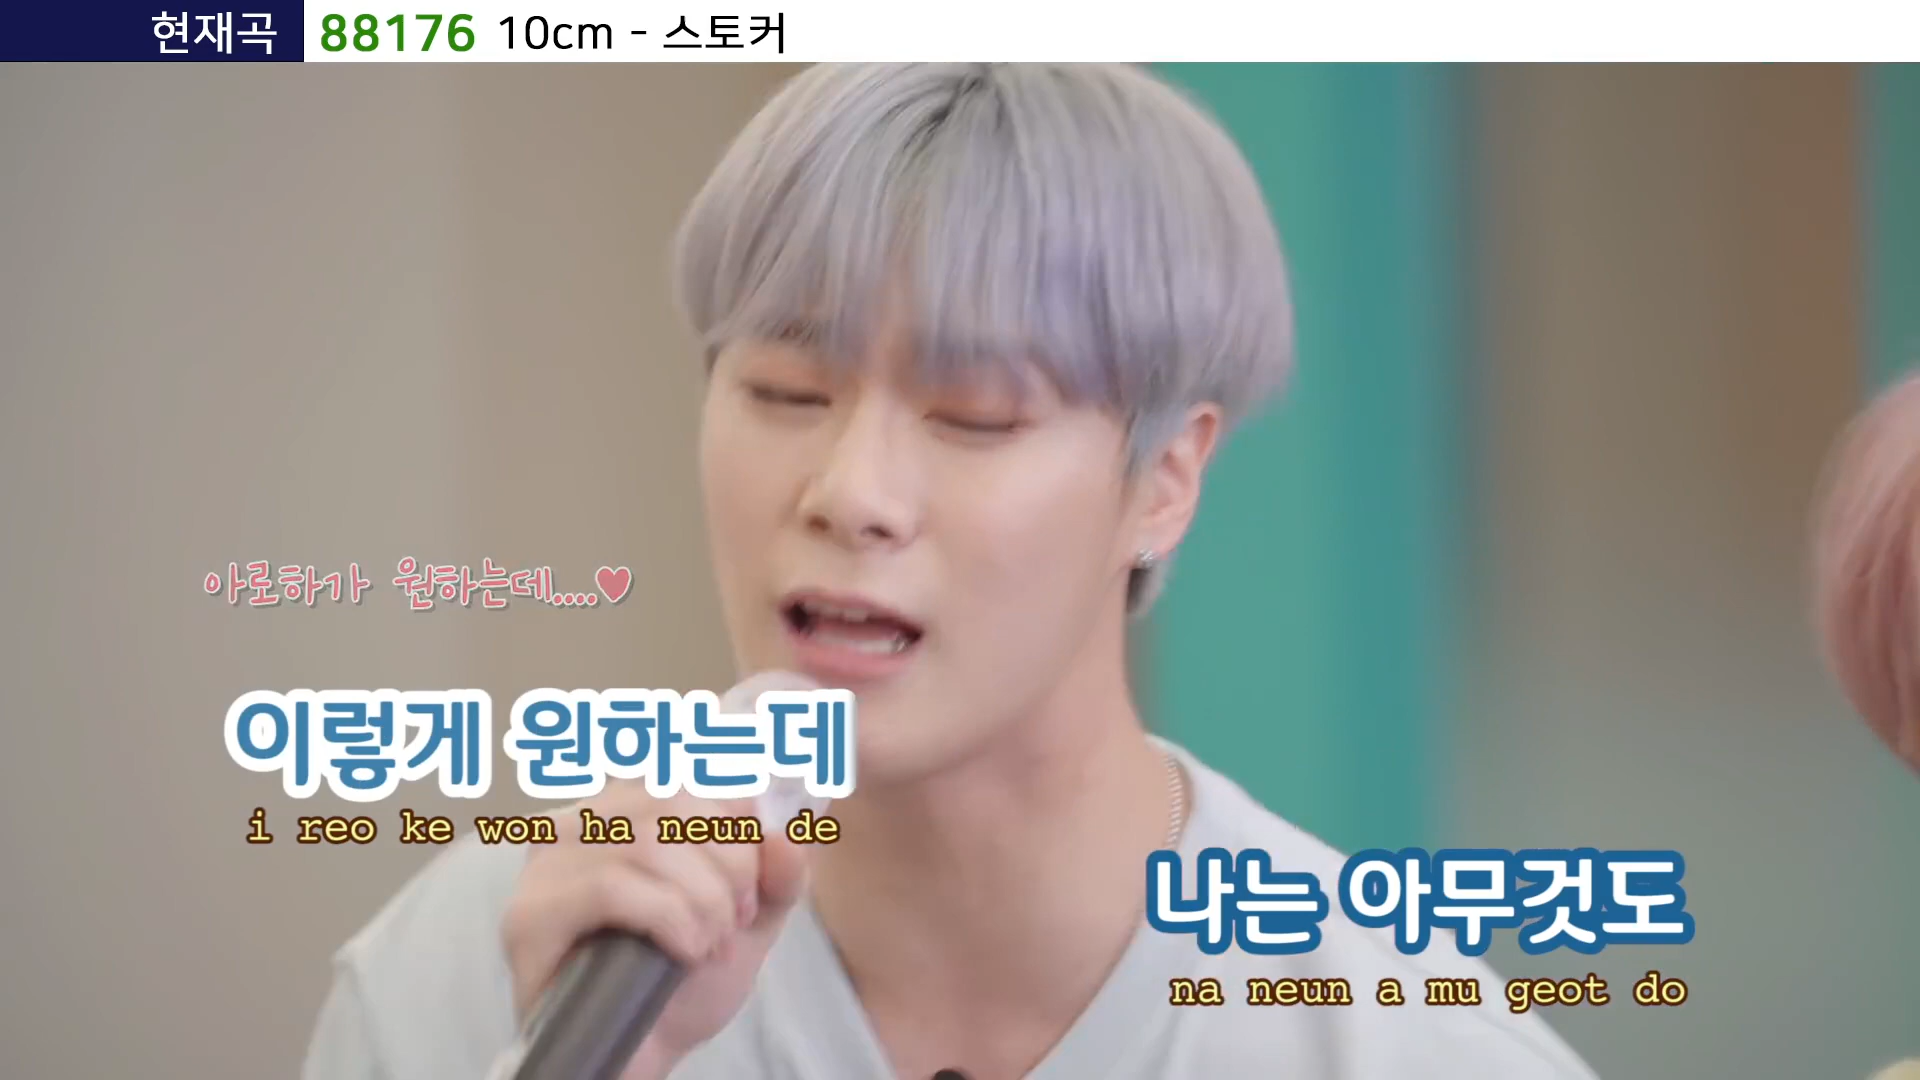 현재곡 88176 10cm - 스토커
아로하가 원하는데....♥
이렇게 원하는데
i reo ke won ha neun de
나는 아무것도
na neun a mu geot do